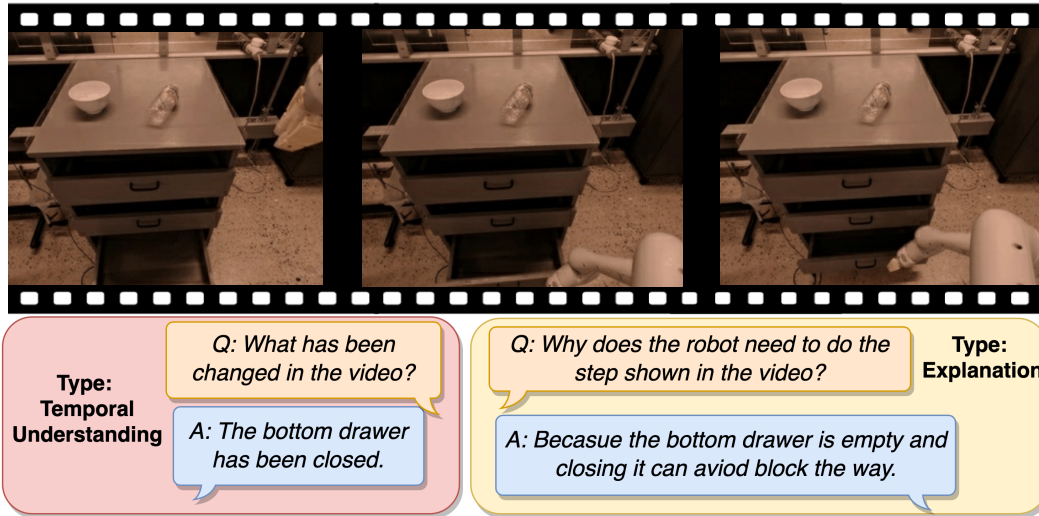 Type:
Temporal
Understanding
Q: What has been
changed in the video?
A: The bottom drawer
has been closed.
Q: Why does the robot need to do the
step shown in the video?
Type:
Explanation
A: Becasue the bottom drawer is empty and
closing it can aviod block the way.